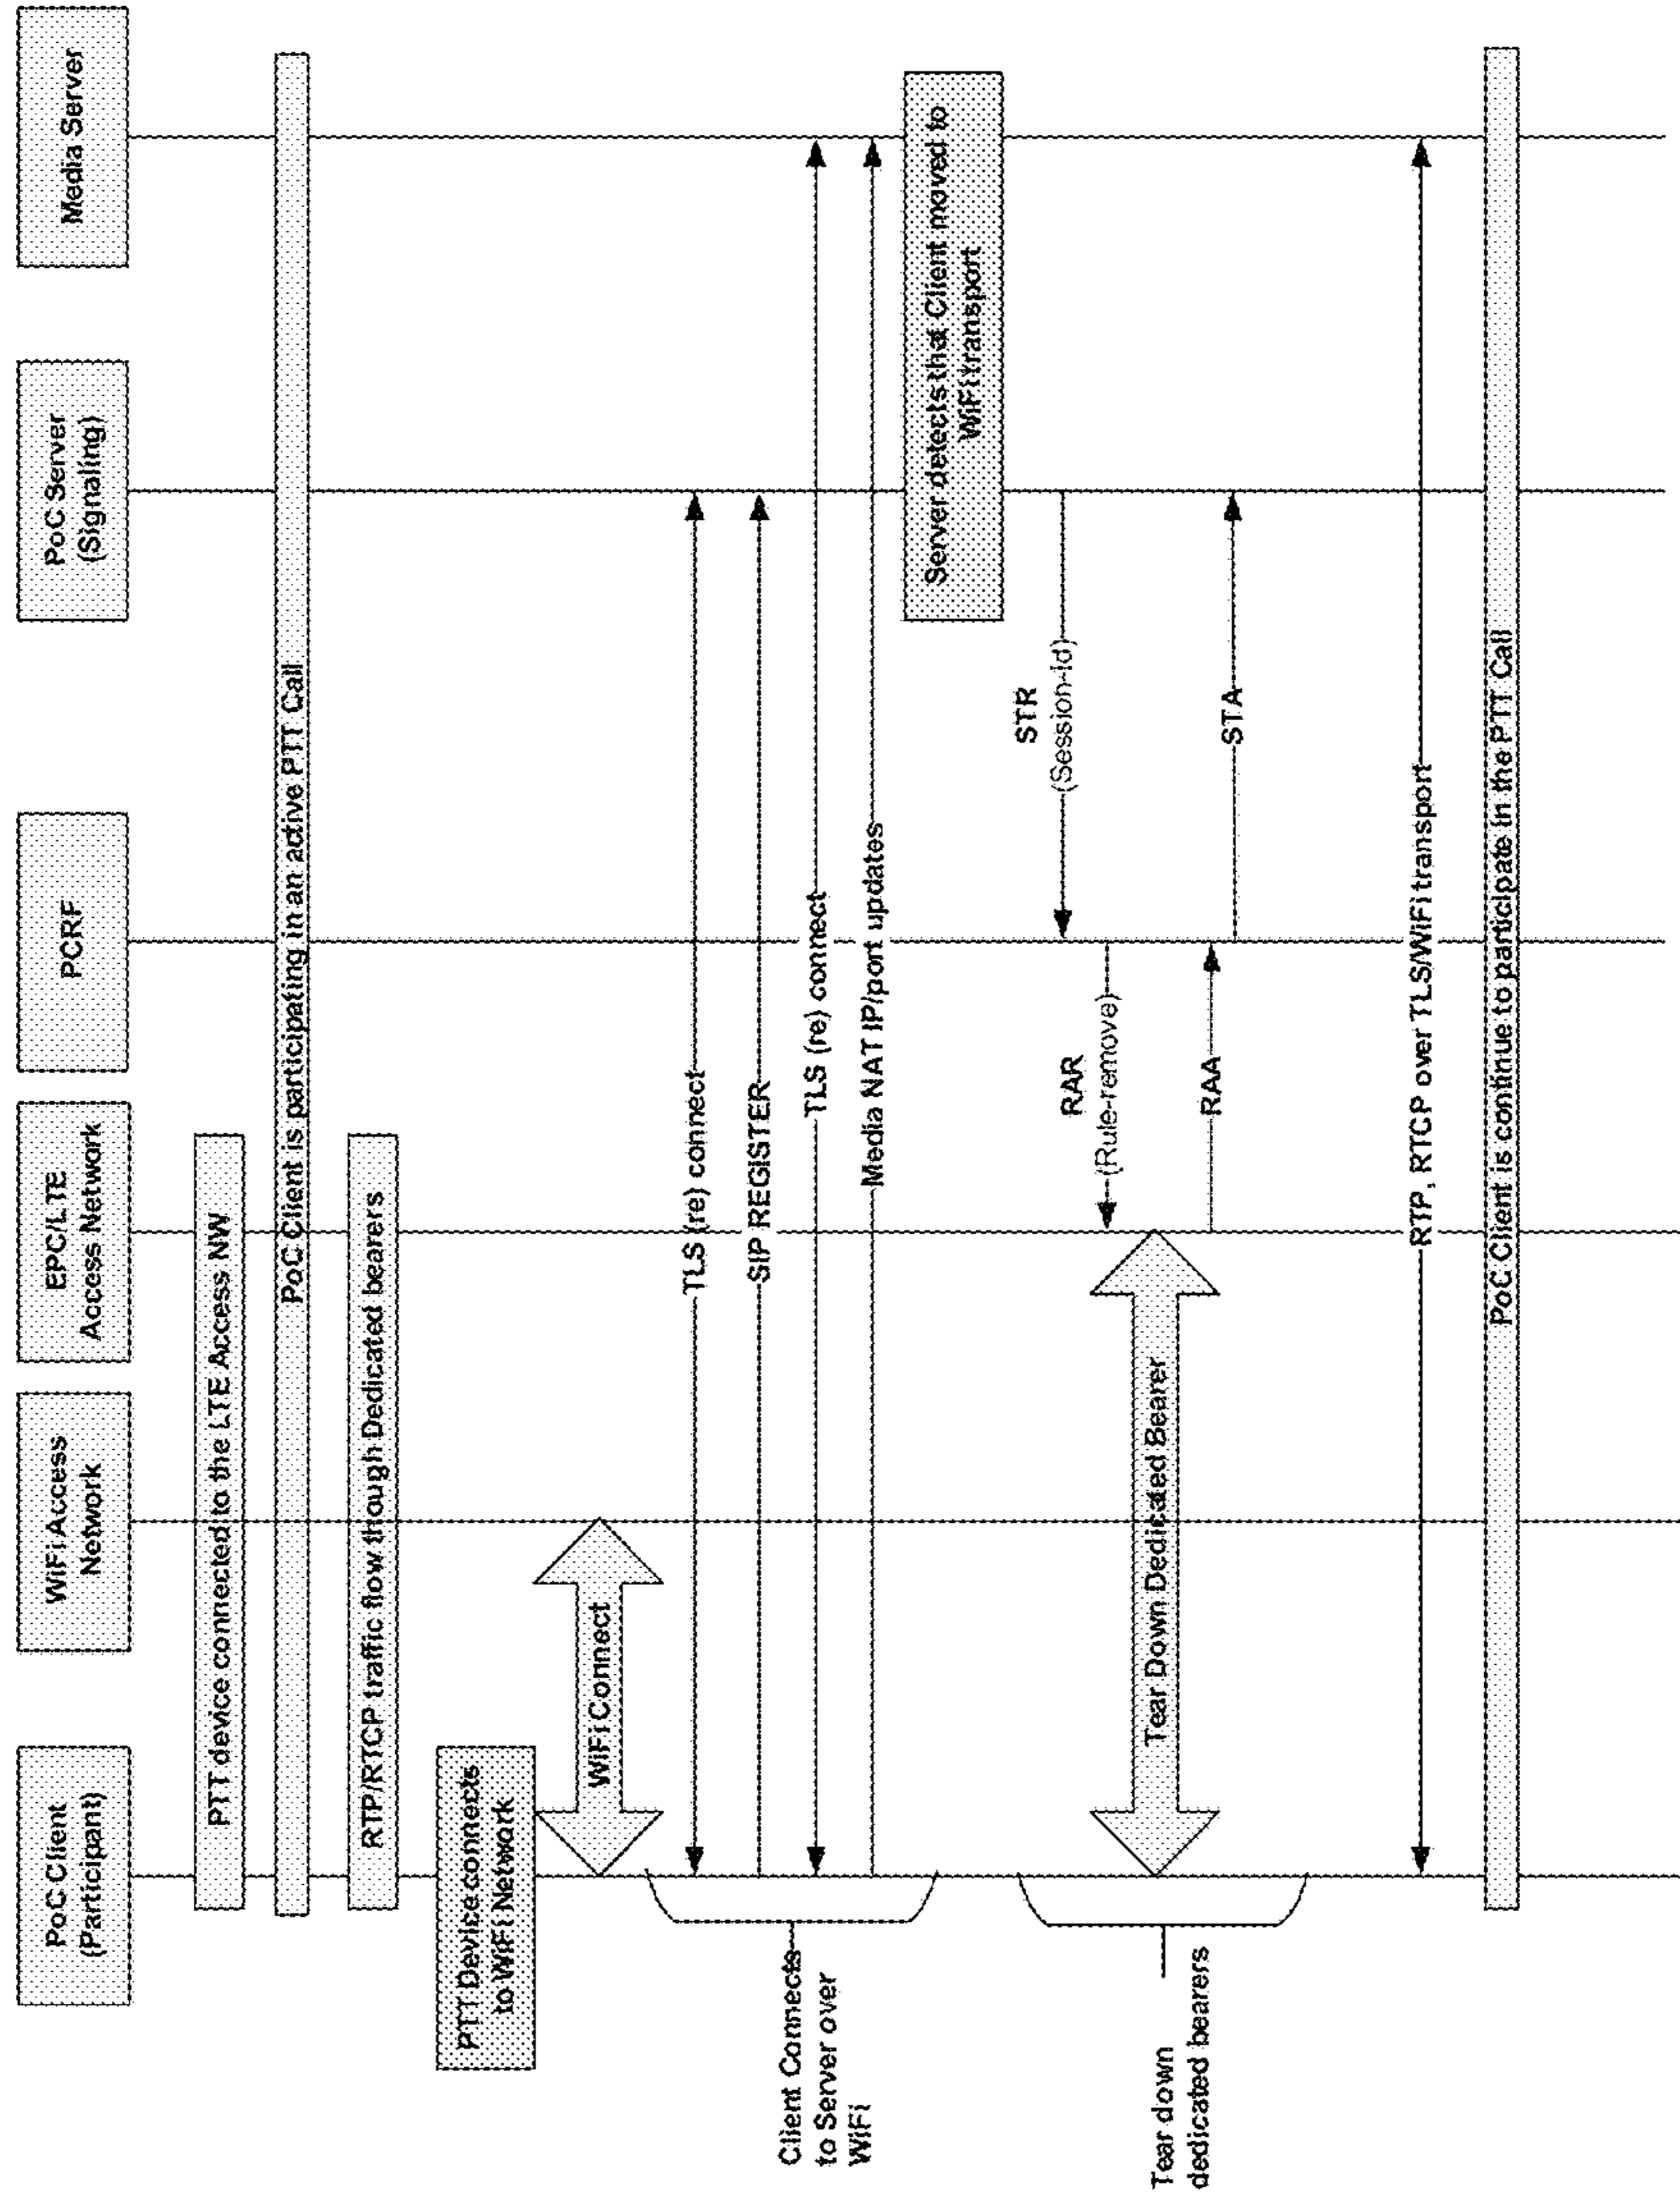 PoC Client
(Participant)
WiFi Access
Network
EPC/LTE
Access Network
PCRF
PoC Server
(Signaling)
Media Server
PTT device connected to the LTE Access NW
PoC Client is participating in an active PTT Call
RTP/RTCP traffic flow though Dedicated bearers
PTT Device connects
to WiFi Network
WiFi Connect
TLS (re) connect
SIP REGISTER
TLS (re) connect
Media NAT IP/port updates
Client Connects
to Server over
WiFi
Server detects that Client moved to
WiFi transport
STR
(Session-Id)
RAR
(Rule-remove)
Tear Down Dedicated Bearer
RAA
STA
Tear down
dedicated bearers
RTP, RTCP over TLS/WiFi transport
PoC Client is continue to participate in the PTT Call